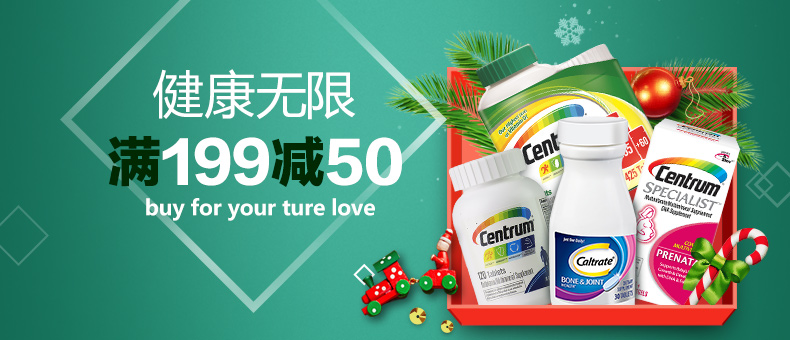 健康无限
满199减50
buy for your ture love
Centrum
120 tablets
Centrum
Caltrate
BONE & JOINT
HEALTH
Centrum
SPECIALIST
PRENATAL